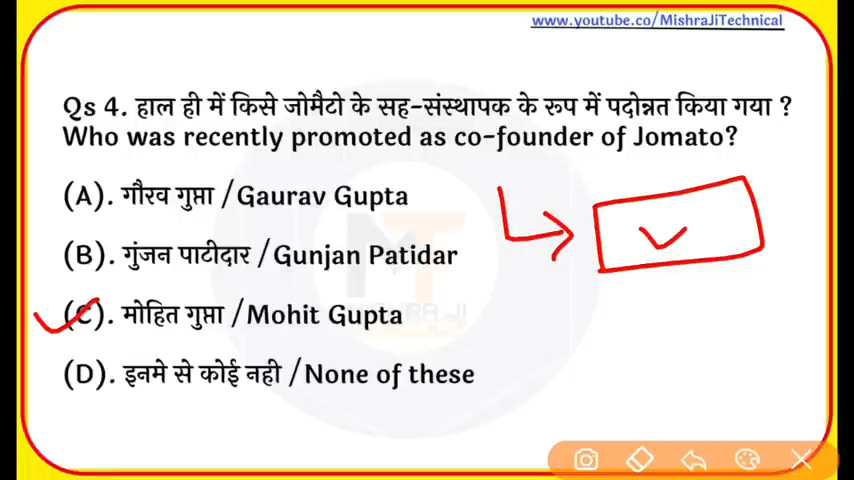 www.youtube.co/MishraJiTechnical
Qs 4. हाल ही में किसे जोमैटो के सह-संस्थापक के रूप में पदोन्नत किया गया ?
Who was recently promoted as co-founder of Jomato?
(A). गौरव गुप्ता /Gaurav Gupta
(B). गुंजन पाटीदार /Gunjan Patidar
(C). मोहित गुप्ता /Mohit Gupta
(D). इनमे से कोई नही /None of these